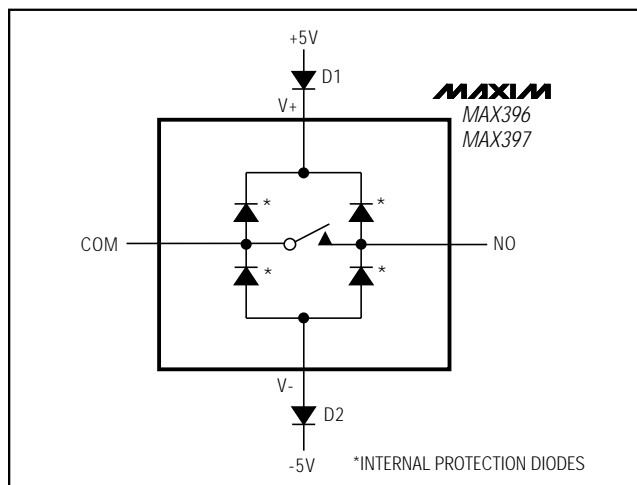 +5V
D1
V+
MAXIM
MAX396
MAX397
*
*
COM
NO
*
*
V-
D2
-5V
*INTERNAL PROTECTION DIODES